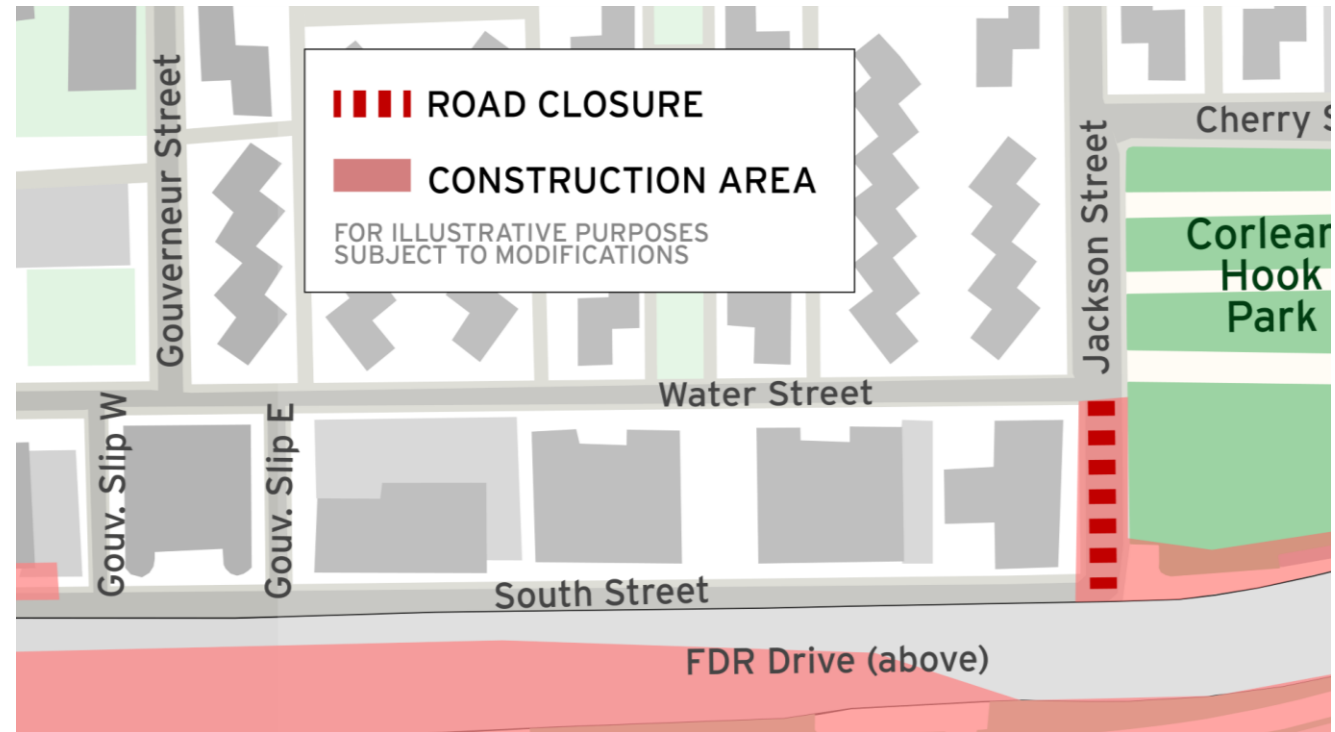 ROAD CLOSURE
CONSTRUCTION AREA
FOR ILLUSTRATIVE PURPOSES
SUBJECT TO MODIFICATIONS
Gouverneur Street
Jackson Street
Cherry S
Corlear
Hook
Park
Water Street
Gouv. Slip W
Gouv. Slip E
South Street
FDR Drive (above)